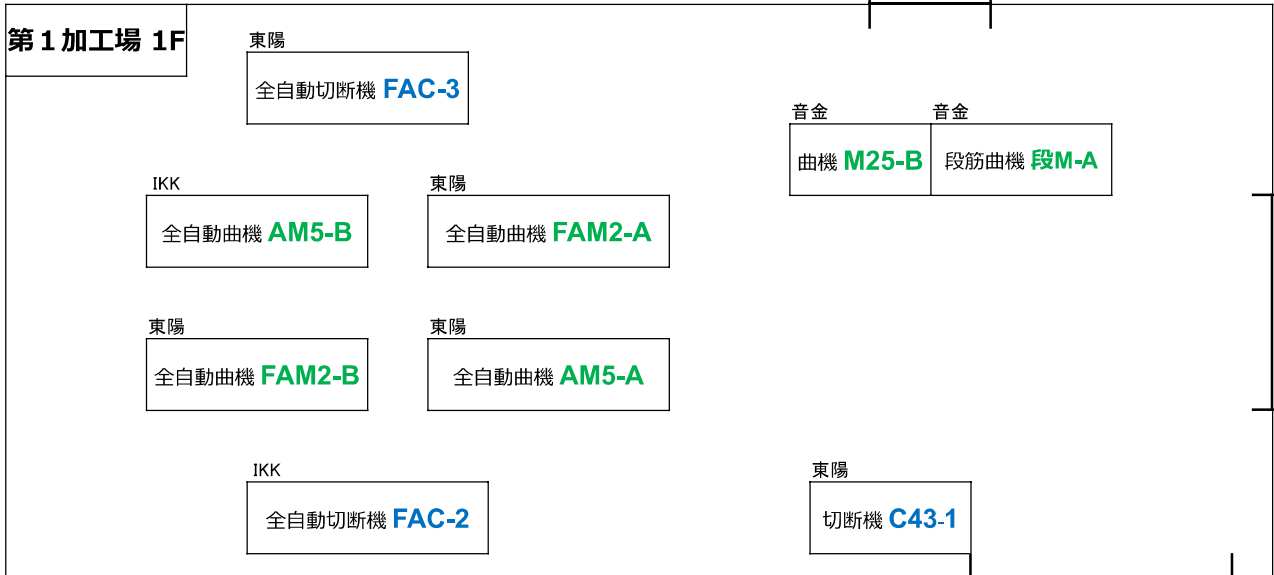 第1加工場 1F
東陽
全自動切断機 FAC-3
音金
音金
曲機 M25-B
段筋曲機 段M-A
IKK
東陽
全自動曲機 AM5-B
全自動曲機 FAM2-A
東陽
東陽
全自動曲機 FAM2-B
全自動曲機 AM5-A
IKK
東陽
全自動切断機 FAC-2
切断機 C43-1